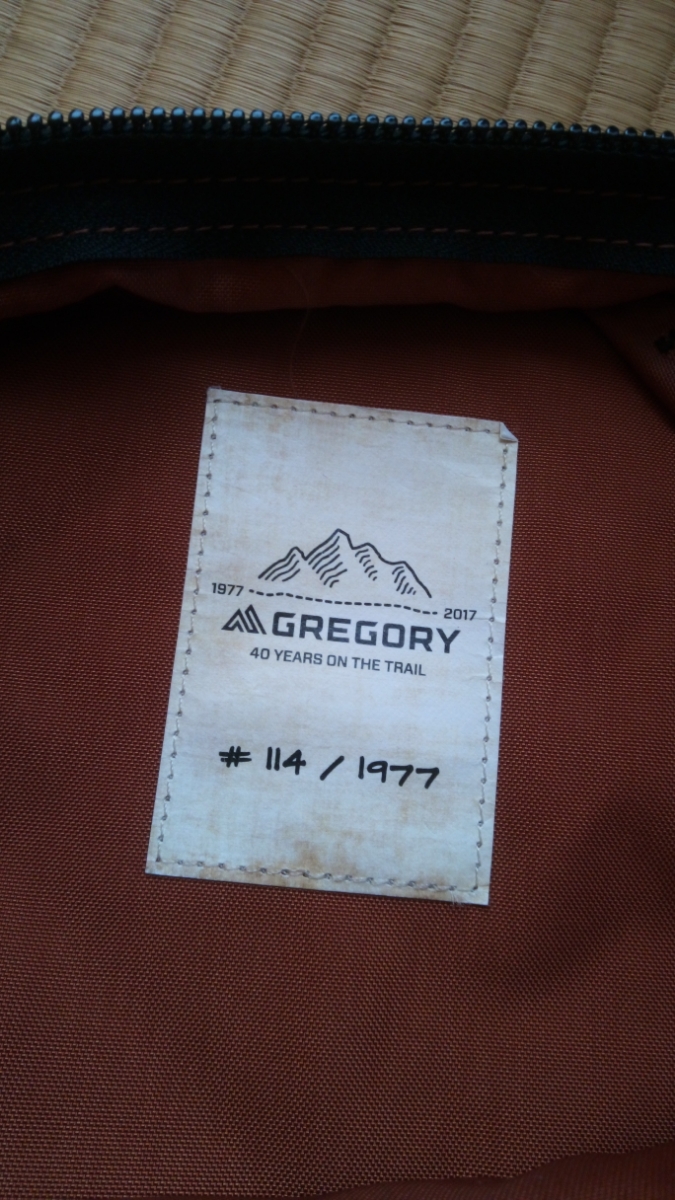 1977
2017
GREGORY
40 YEARS ON THE TRAIL
# 114 / 1977